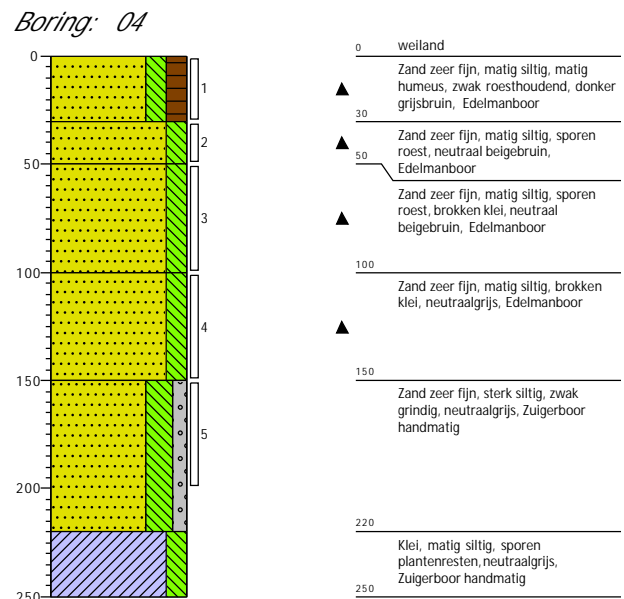 Boring: 04
0
50
100
150
200
250
1
2
3
4
5
0 weiland
Zand zeer fijn, matig siltig, matig
humeus, zwak roesthoudend, donker
grijsbruin, Edelmanboor
30
Zand zeer fijn, matig siltig, sporen
roest, neutraal beigebruin,
Edelmanboor
50
Zand zeer fijn, matig siltig, sporen
roest, brokken klei, neutraal
beigebruin, Edelmanboor
100
Zand zeer fijn, matig siltig, brokken
klei, neutraalgrijs, Edelmanboor
150
Zand zeer fijn, sterk siltig, zwak
grindig, neutraalgrijs, Zuigerboor
handmatig
220
Klei, matig siltig, sporen
plantenresten, neutraalgrijs,
Zuigerboor handmatig
250